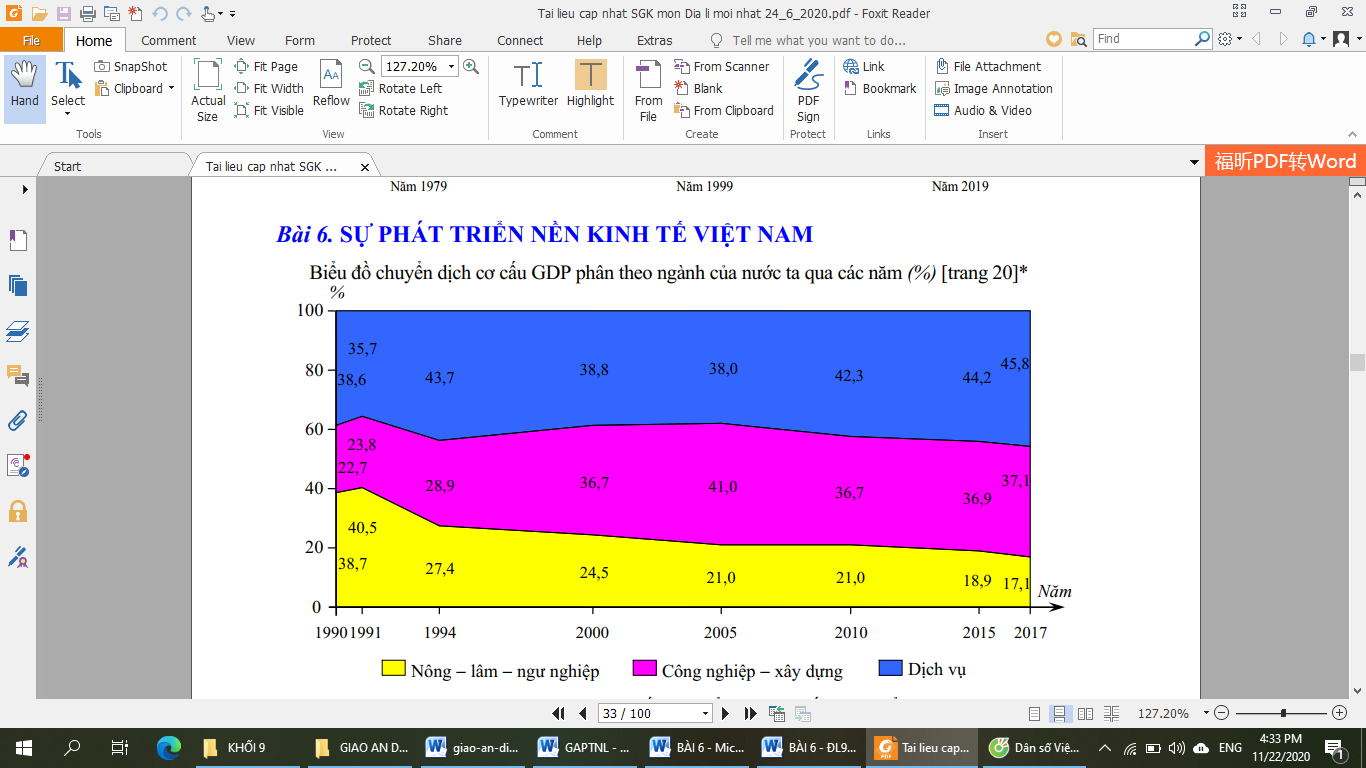 Tai lieu cap nhat SGK mon Dia li moi nhat 24_6_2020.pdf - Foxit Reader
File Home Comment View Form Protect Share Connect Help Extras Tell me what you want to do... Find
Hand
Select
SnapShot
Clipboard
Actual Size
Fit Page
Fit Width
Fit Visible
Reflow
127.20%
Rotate Left
Rotate Right
Typewriter
Highlight
From File
From Scanner
Blank
From Clipboard
PDF Sign
Link
Bookmark
File Attachment
Image Annotation
Audio & Video
Tools View Comment Create Protect Links Insert
Start
Tai lieu cap nhat SGK ...
福昕PDF转Word
Năm 1979 Năm 1999 Năm 2019
Bài 6. SỰ PHÁT TRIỂN NỀN KINH TẾ VIỆT NAM
Biểu đồ chuyển dịch cơ cấu GDP phân theo ngành của nước ta qua các năm (%) [trang 20]*
%
100
80
60
40
20
0
35,7
38,6 43,7 38,8 38,0 42,3 44,2 45,8
23,8
22,7 28,9 36,7 41,0 36,7 36,9 37,1
40,5
38,7 27,4 24,5 21,0 21,0 18,9 17,1
Năm
1990 1991 1994 2000 2005 2010 2015 2017
Nông – lâm – ngư nghiệp Công nghiệp – xây dựng Dịch vụ
33 / 100
127.20%
KHỐI 9
GIAO AN D...
giao-an-di...
GAPTNL - ...
BÀI 6 - Mic...
BÀI 6 - ĐL9...
Tai lieu cap...
Dân số Việ...
ENG
4:33 PM
11/22/2020
1